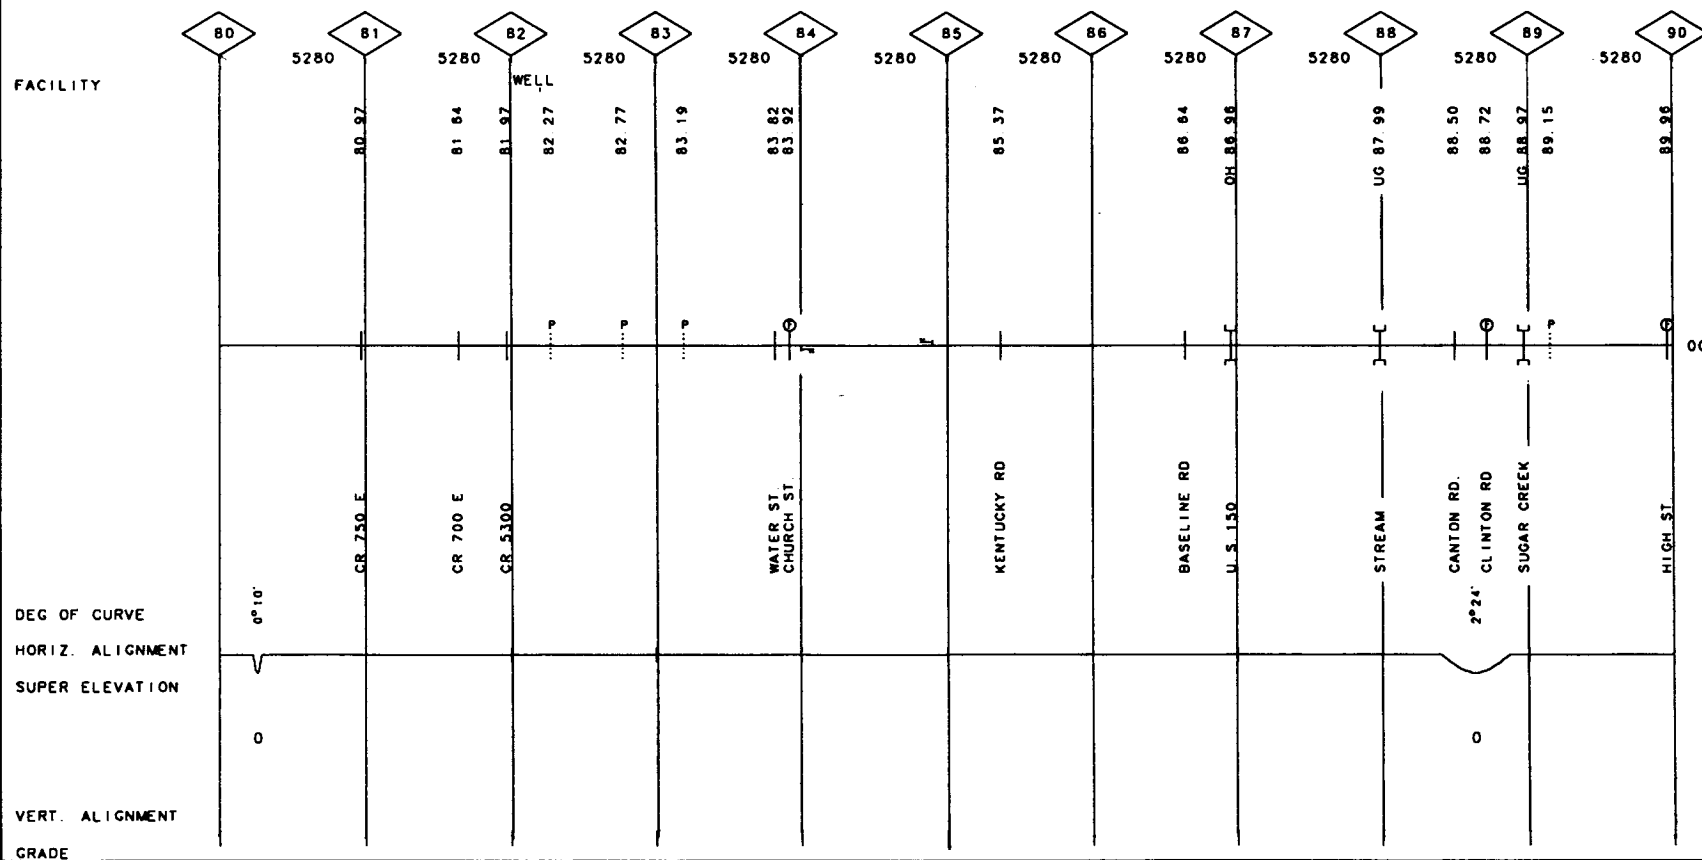 80 81 82 83 84 85 86 87 88 89 90
5280 5280 5280 5280 5280 5280 5280 5280 5280 5280
FACILITY WELL
80.97 81.64 81.97 82.27 82.77 83.19 83.82 83.92 85.37 86.64 OH 86.98 UG 87.99 88.50 88.72 UG 88.97 89.15 89.98
P P P P
CR 750 E
CR 700 E
CR 5300
WATER ST.
CHURCH ST.
KENTUCKY RD
BASELINE RD
U.S. 150
STREAM
CANTON RD.
CLINTON RD
SUGAR CREEK
HIGH ST.
DEG OF CURVE 0°10' 2°24'
HORIZ. ALIGNMENT
SUPER ELEVATION
0 0
VERT. ALIGNMENT
GRADE